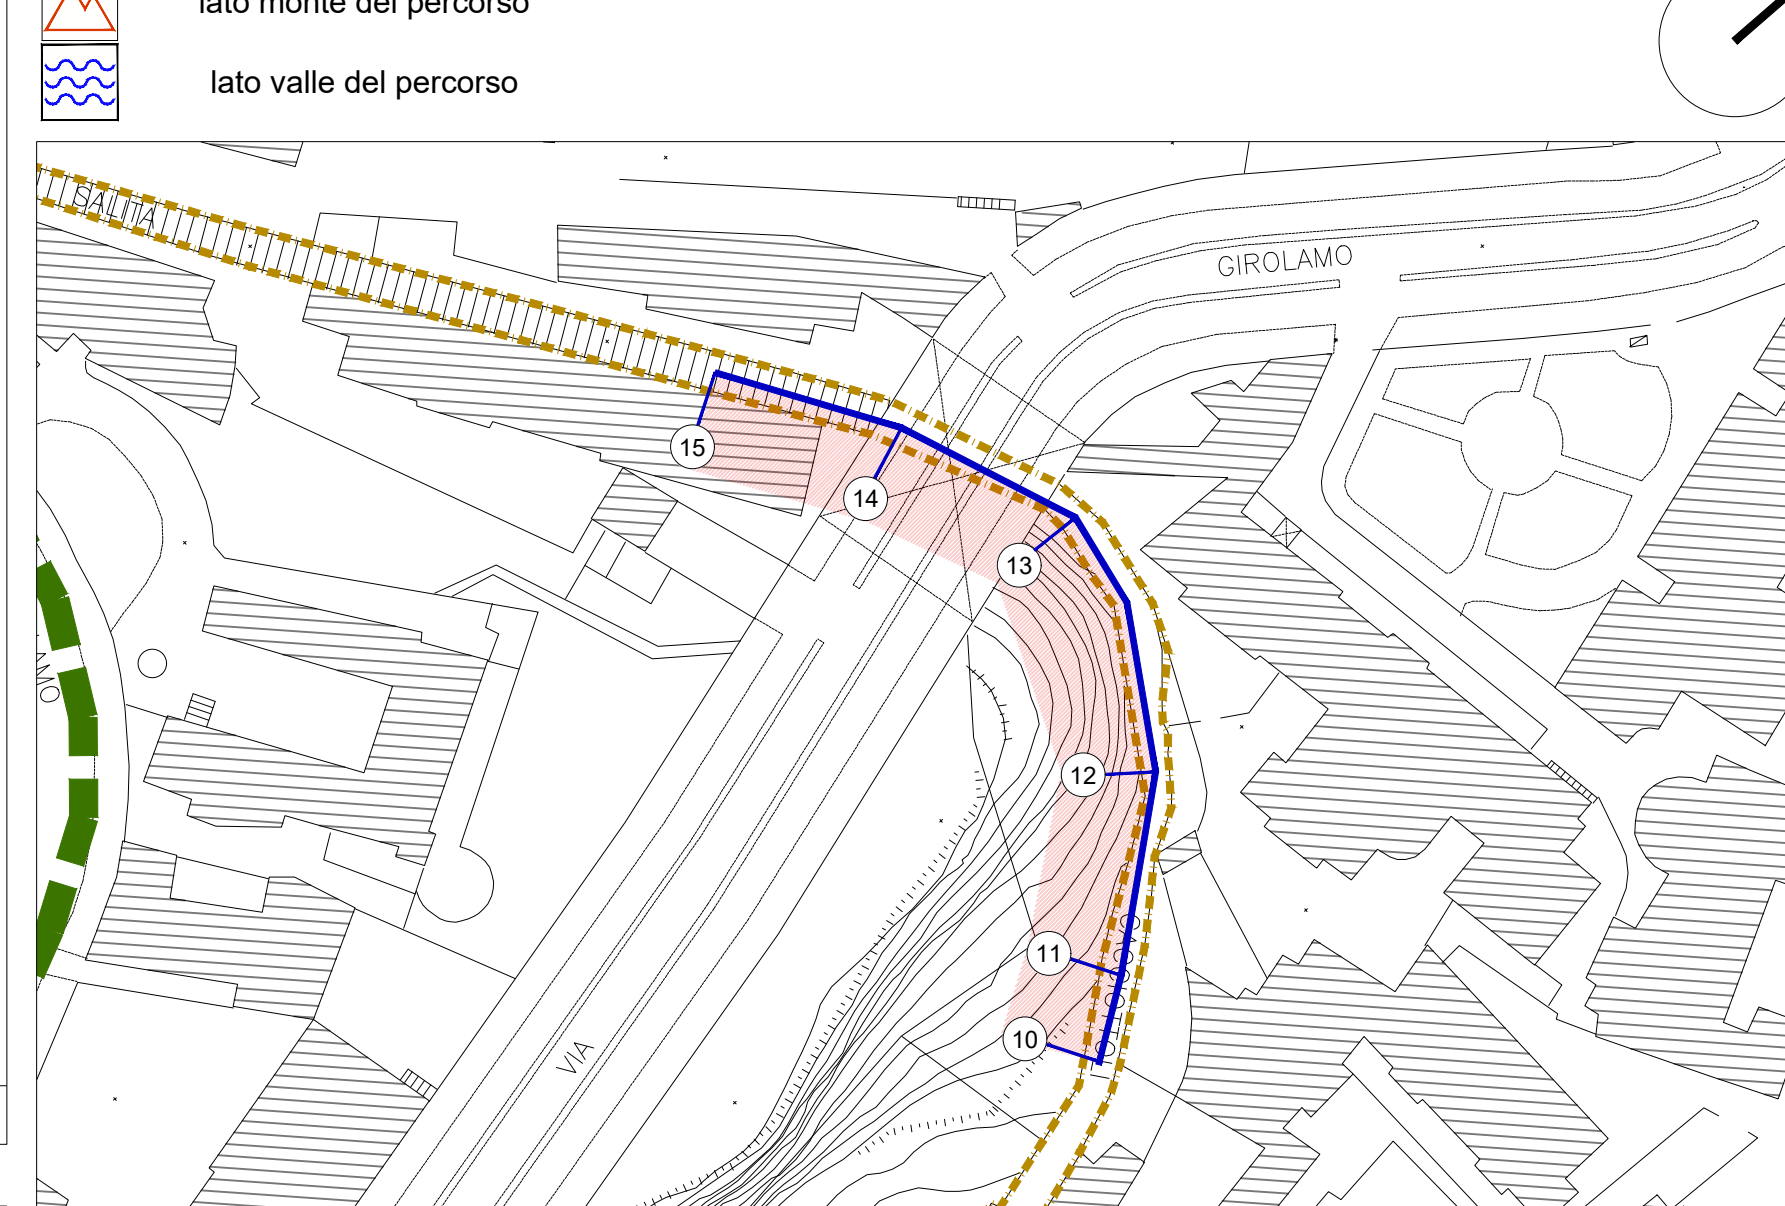 lato monte del percorso
lato valle del percorso
SALITA
GIROLAMO
15
14
13
12
11
10
VIA